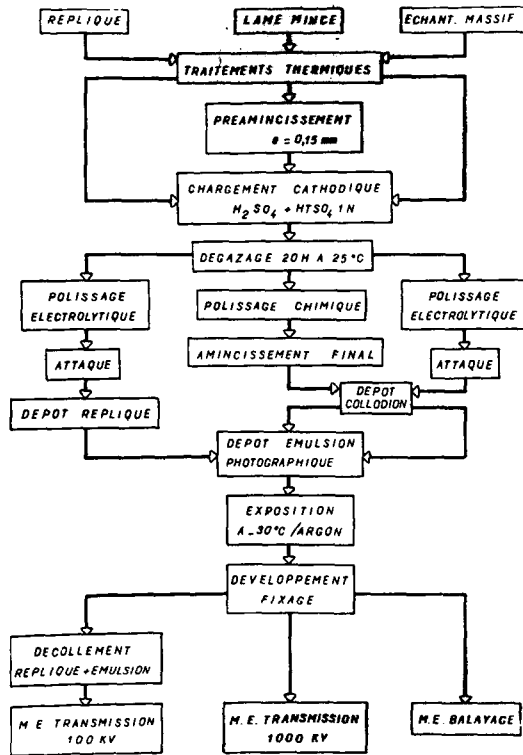 REPLIQUE
LAME MINCE
ECHANT. MASSIF
TRAITEMENTS THERMIQUES
PREAMINCISSEMENT
e = 0,15 mm
CHARGEMENT CATHODIQUE
H2SO4 + HTSO4 1N
DEGAZAGE 20H A 25°C
POLISSAGE
ELECTROLYTIQUE
POLISSAGE CHIMIQUE
POLISSAGE
ELECTROLYTIQUE
ATTAQUE
AMINCISSEMENT FINAL
ATTAQUE
DEPOT REPLIQUE
DEPOT
COLLODION
DEPOT EMULSION
PHOTOGRAPHIQUE
EXPOSITION
A -30°C /ARGON
DEVELOPPEMENT
FIXAGE
DECOLLEMENT
REPLIQUE + EMULSION
M.E TRANSMISSION
100 KV
M.E. TRANSMISSION
1000 KV
M.E. BALAYAGE